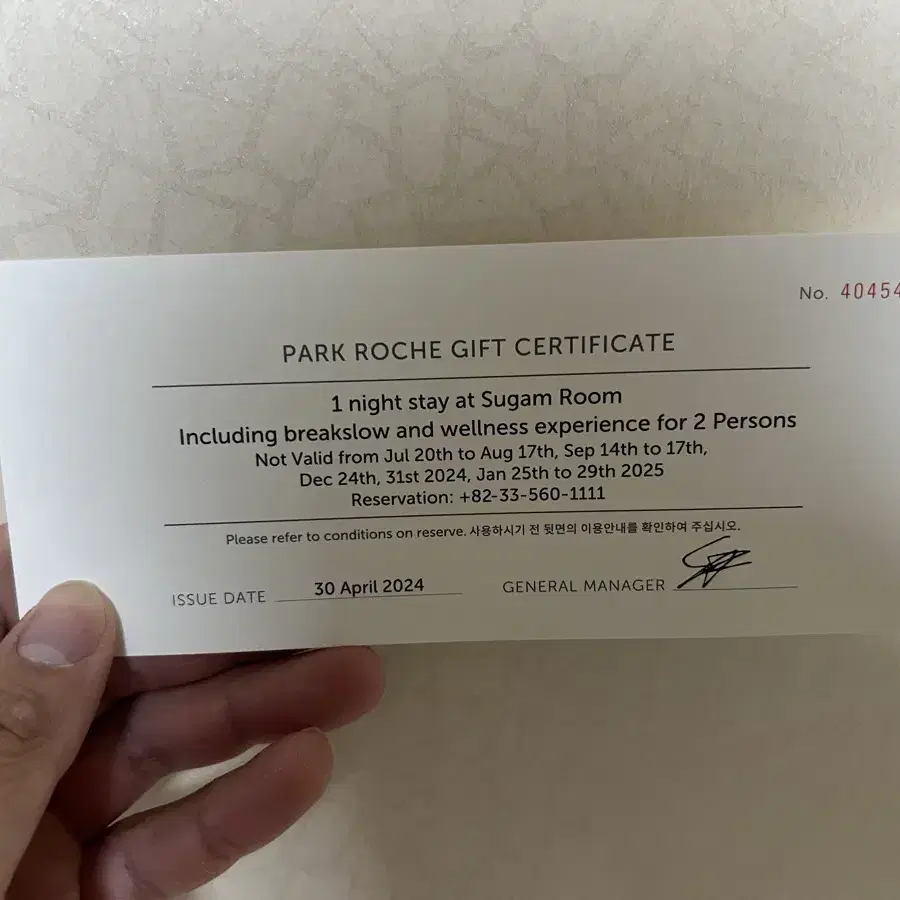 No. 40454
PARK ROCHE GIFT CERTIFICATE
1 night stay at Sugam Room
Including breakslow and wellness experience for 2 Persons
Not Valid from Jul 20th to Aug 17th, Sep 14th to 17th,
Dec 24th, 31st 2024, Jan 25th to 29th 2025
Reservation: +82-33-560-1111
Please refer to conditions on reserve. 사용하시기 전 뒷면의 이용안내를 확인하여 주십시오.
ISSUE DATE 30 April 2024 GENERAL MANAGER